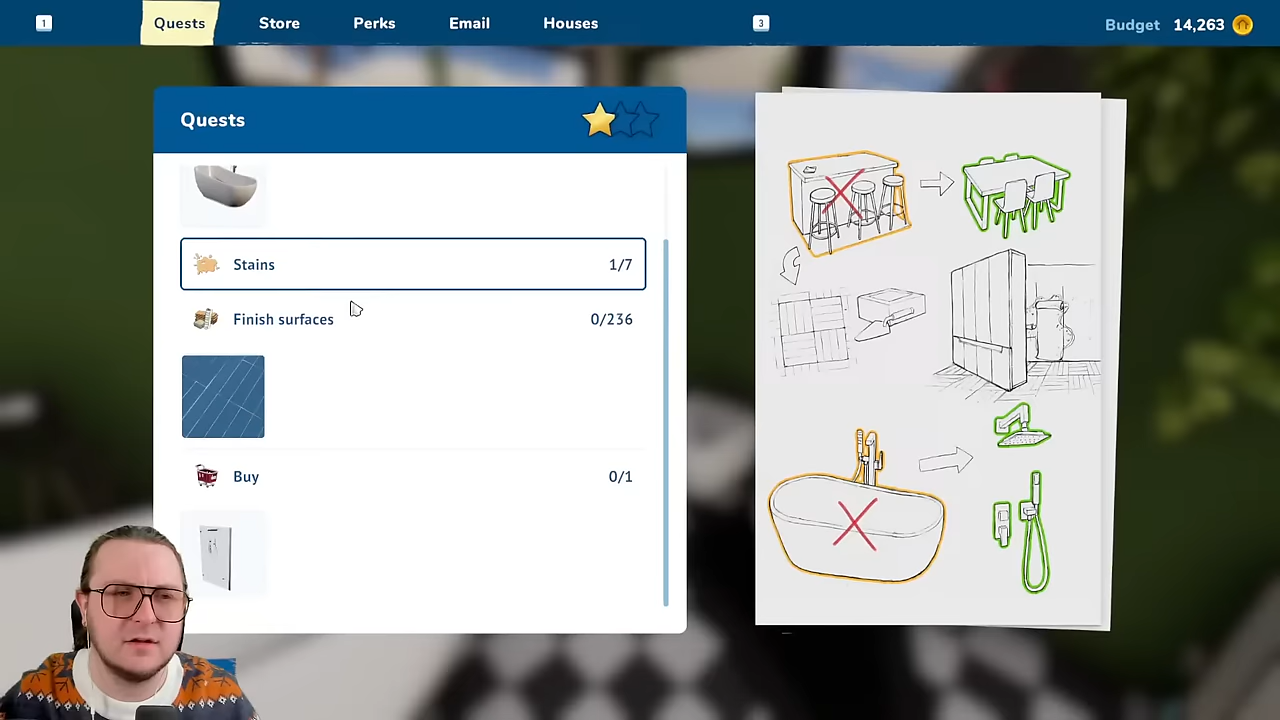 1
Quests
Store
Perks
Email
Houses
3
Budget 14,263
Quests
Stains 1/7
Finish surfaces 0/236
Buy 0/1